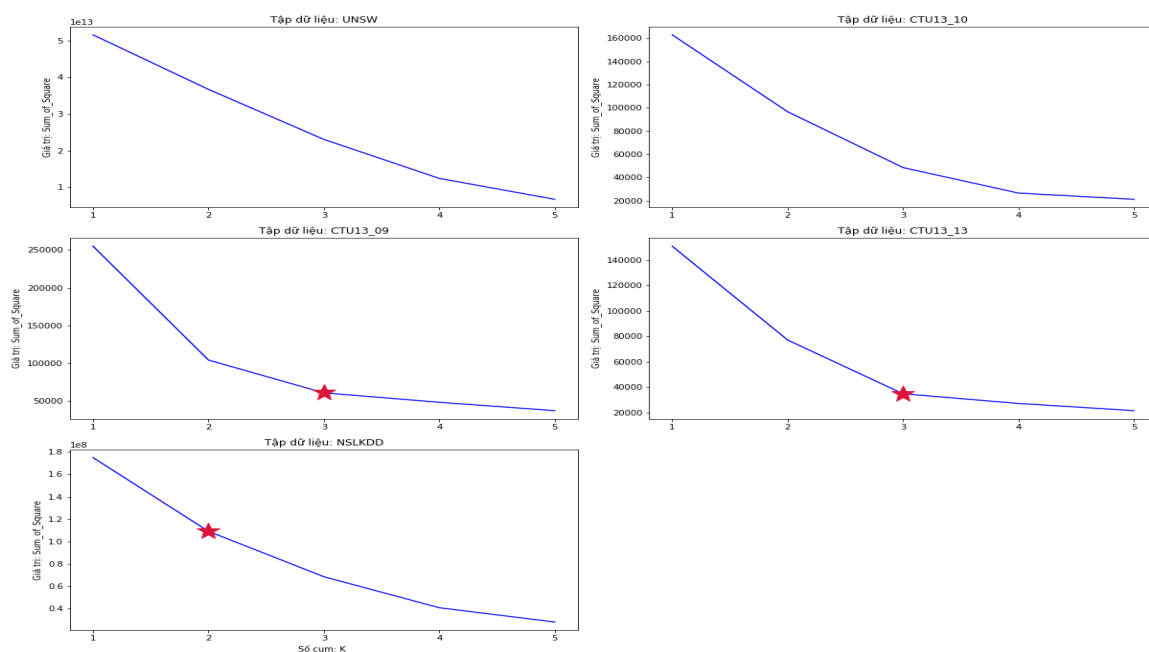 Tập dữ liệu: UNSW
1e13
Giá trị: Sum_of_Square
5
4
3
2
1
1 2 3 4 5
Tập dữ liệu: CTU13_10
Giá trị: Sum_of_Square
160000
140000
120000
100000
80000
60000
40000
20000
1 2 3 4 5
Tập dữ liệu: CTU13_09
Giá trị: Sum_of_Square
250000
200000
150000
100000
50000
1 2 3 4 5
Tập dữ liệu: CTU13_13
Giá trị: Sum_of_Square
140000
120000
100000
80000
60000
40000
20000
1 2 3 4 5
Tập dữ liệu: NSLKDD
1e8
Giá trị: Sum_of_Square
1.8
1.6
1.4
1.2
1.0
0.8
0.6
0.4
1 2 3 4 5
Số cum: K